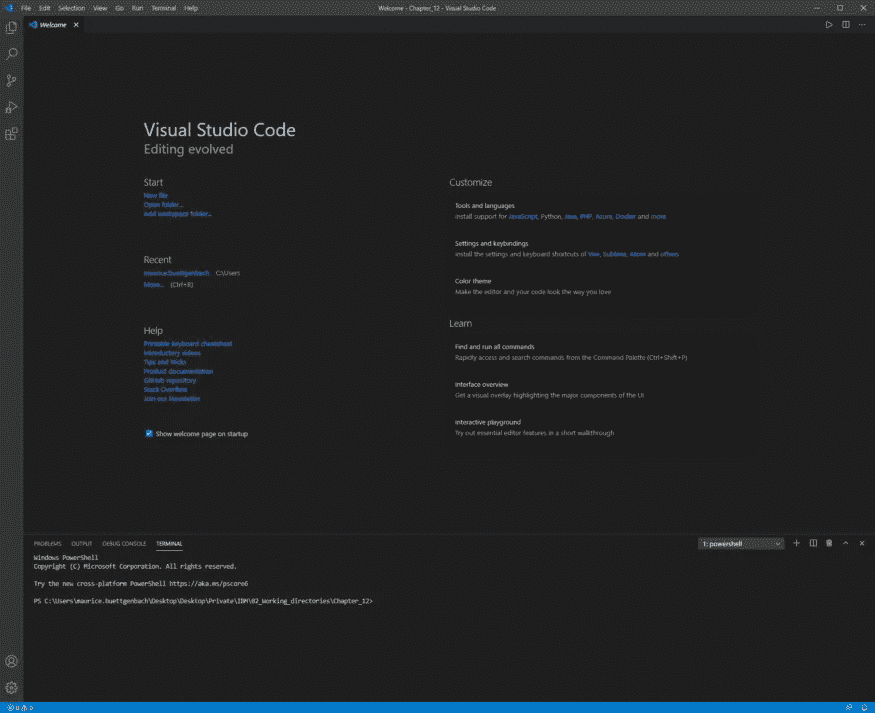 File Edit Selection View Go Run Terminal Help
Welcome - Chapter_12 - Visual Studio Code
Welcome
Visual Studio Code
Editing evolved
Start
New file
Open folder...
Add workspace folder...
Recent
maurice.buettgenbach C:\Users
More... (Ctrl+R)
Help
Printable keyboard cheatsheet
Introductory videos
Tips and Tricks
Product documentation
GitHub repository
Stack Overflow
Join our Newsletter
Show welcome page on startup
Customize
Tools and languages
Install support for JavaScript, Python, Java, PHP, Azure, Docker and more
Settings and keybindings
Install the settings and keyboard shortcuts of Vim, Sublime, Atom and others
Color theme
Make the editor and your code look the way you love
Learn
Find and run all commands
Rapidly access and search commands from the Command Palette (Ctrl+Shift+P)
Interface overview
Get a visual overlay highlighting the major components of the UI
Interactive playground
Try out essential editor features in a short walkthrough
PROBLEMS OUTPUT DEBUG CONSOLE TERMINAL
1: powershell
Windows PowerShell
Copyright (C) Microsoft Corporation. All rights reserved.
Try the new cross-platform PowerShell https://aka.ms/pscore6
PS C:\Users\maurice.buettgenbach\Desktop\Desktop\Private\IBM\02_Working_directories\Chapter_12>
0 0